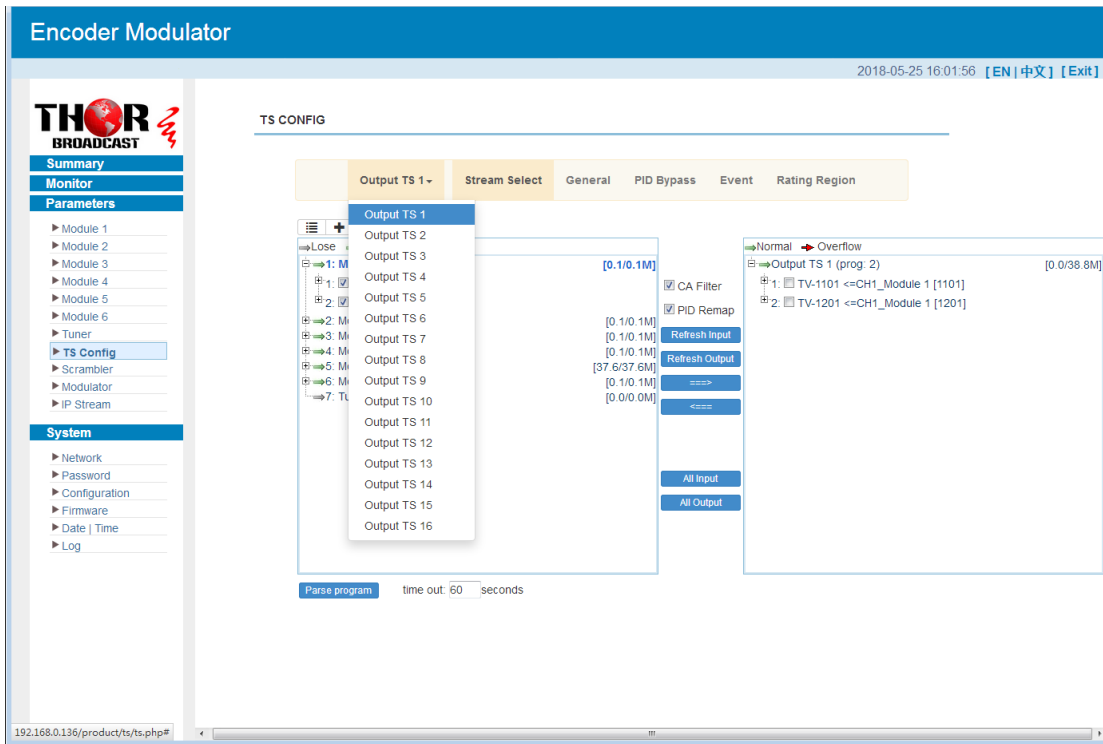 Encoder Modulator
2018-05-25 16:01:56 [ EN | 中文 ] [ Exit ]
THOR
BROADCAST
Summary
Monitor
Parameters
Module 1
Module 2
Module 3
Module 4
Module 5
Module 6
Tuner
TS Config
Scrambler
Modulator
IP Stream
System
Network
Password
Configuration
Firmware
Date | Time
Log
TS CONFIG
Output TS 1 Stream Select General PID Bypass Event Rating Region
Output TS 1
Output TS 2
Output TS 3
Output TS 4
Output TS 5
Output TS 6
Output TS 7
Output TS 8
Output TS 9
Output TS 10
Output TS 11
Output TS 12
Output TS 13
Output TS 14
Output TS 15
Output TS 16
Lose
1: M [0.1/0.1M]
1:
2:
2: Mo [0.1/0.1M]
3: Mo [0.1/0.1M]
4: Mo [0.1/0.1M]
5: Mo [37.6/37.6M]
6: Mo [0.1/0.1M]
7: Tu [0.0/0.0M]
CA Filter
PID Remap
Refresh Input
Refresh Output
===>
<===
All Input
All Output
Normal Overflow
Output TS 1 (prog: 2) [0.0/38.8M]
1: TV-1101 <=CH1_Module 1 [1101]
2: TV-1201 <=CH1_Module 1 [1201]
Parse program time out: 60 seconds
192.168.0.136/product/ts/ts.php#